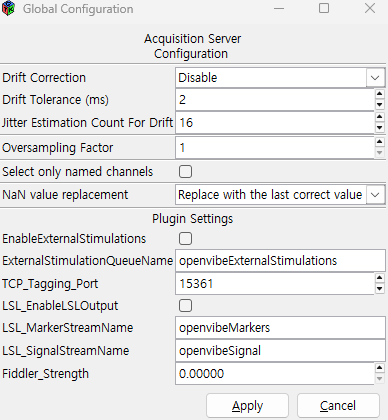 Global Configuration
Acquisition Server
Configuration
Drift Correction Disable
Drift Tolerance (ms) 2
Jitter Estimation Count For Drift 16
Oversampling Factor 1
Select only named channels
NaN value replacement Replace with the last correct value
Plugin Settings
EnableExternalStimulations
ExternalStimulationQueueName openvibeExternalStimulations
TCP_Tagging_Port 15361
LSL_EnableLSLOutput
LSL_MarkerStreamName openvibeMarkers
LSL_SignalStreamName openvibeSignal
Fiddler_Strength 0.00000
Apply Cancel